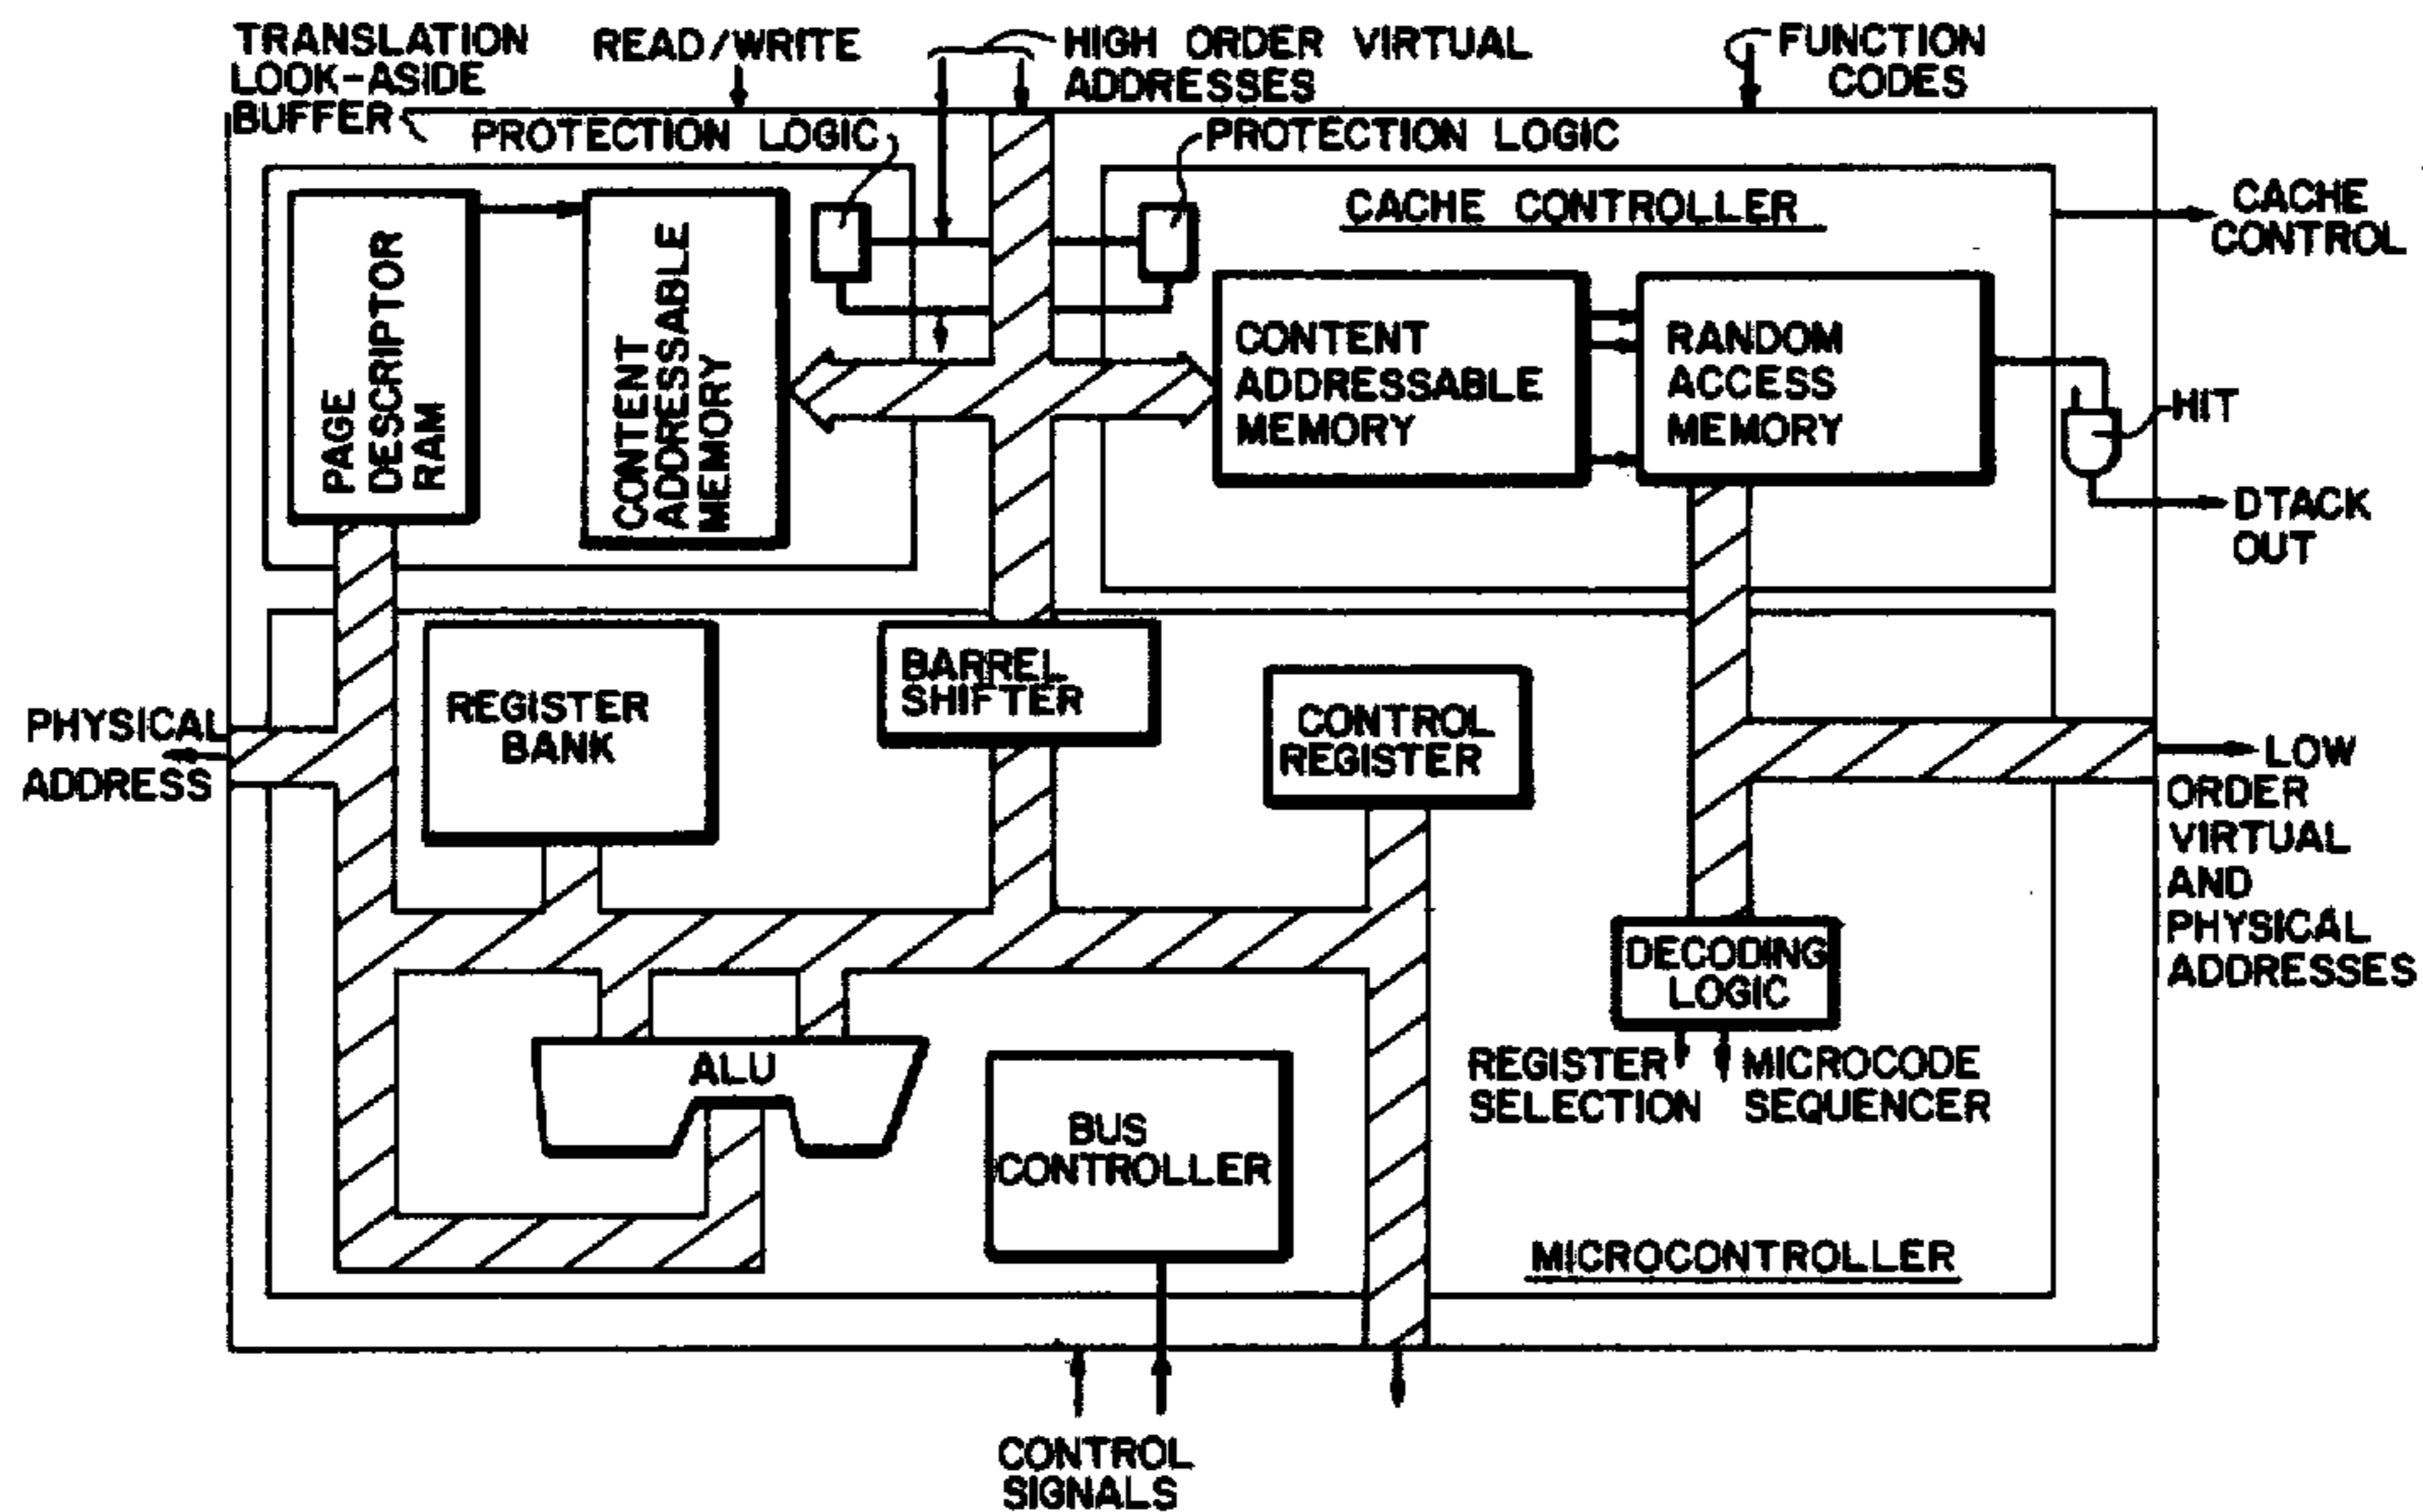 TRANSLATION
LOOK-ASIDE
BUFFER
READ/WRITE
HIGH ORDER VIRTUAL
ADDRESSES
FUNCTION
CODES
PROTECTION LOGIC
PROTECTION LOGIC
CACHE CONTROLLER
CACHE
CONTROL
PAGE
DESCRIPTOR
RAM
CONTENT
ADDRESSABLE
MEMORY
CONTENT
ADDRESSABLE
MEMORY
RANDOM
ACCESS
MEMORY
HIT
DTACK
OUT
REGISTER
BANK
BARREL
SHIFTER
CONTROL
REGISTER
PHYSICAL
ADDRESS
LOW
ORDER
VIRTUAL
AND
PHYSICAL
ADDRESSES
DECODING
LOGIC
REGISTER
SELECTION
MICROCODE
SEQUENCER
ALU
BUS
CONTROLLER
MICROCONTROLLER
CONTROL
SIGNALS